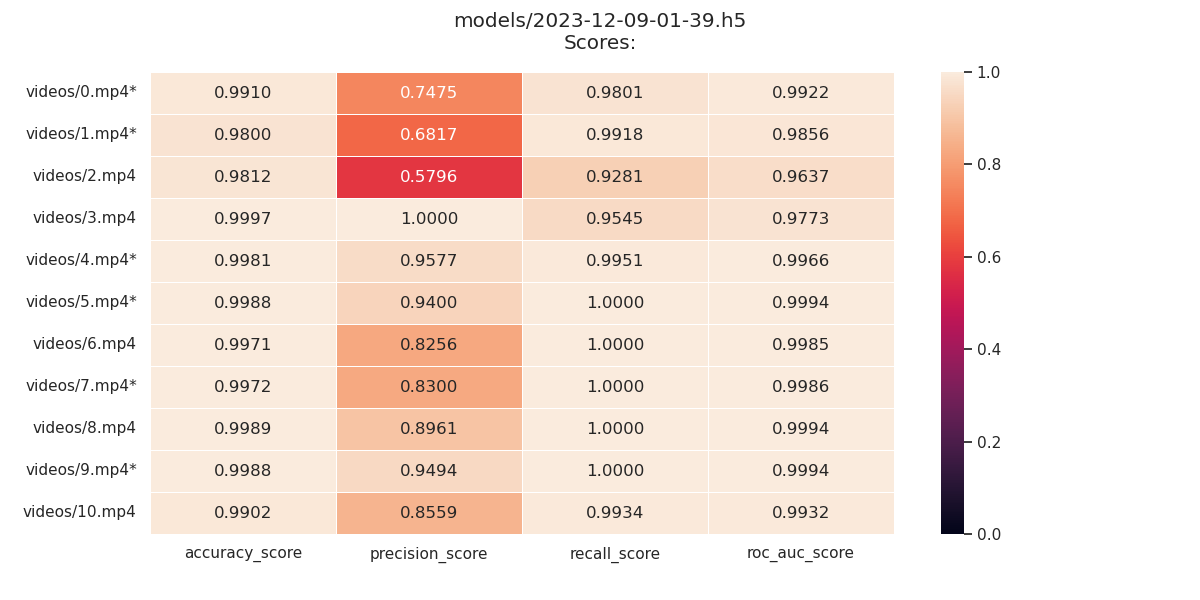 models/2023-12-09-01-39.h5
Scores:
videos/0.mp4* 0.9910 0.7475 0.9801 0.9922
videos/1.mp4* 0.9800 0.6817 0.9918 0.9856
videos/2.mp4 0.9812 0.5796 0.9281 0.9637
videos/3.mp4 0.9997 1.0000 0.9545 0.9773
videos/4.mp4* 0.9981 0.9577 0.9951 0.9966
videos/5.mp4* 0.9988 0.9400 1.0000 0.9994
videos/6.mp4 0.9971 0.8256 1.0000 0.9985
videos/7.mp4* 0.9972 0.8300 1.0000 0.9986
videos/8.mp4 0.9989 0.8961 1.0000 0.9994
videos/9.mp4* 0.9988 0.9494 1.0000 0.9994
videos/10.mp4 0.9902 0.8559 0.9934 0.9932
accuracy_score precision_score recall_score roc_auc_score
1.0
0.8
0.6
0.4
0.2
0.0